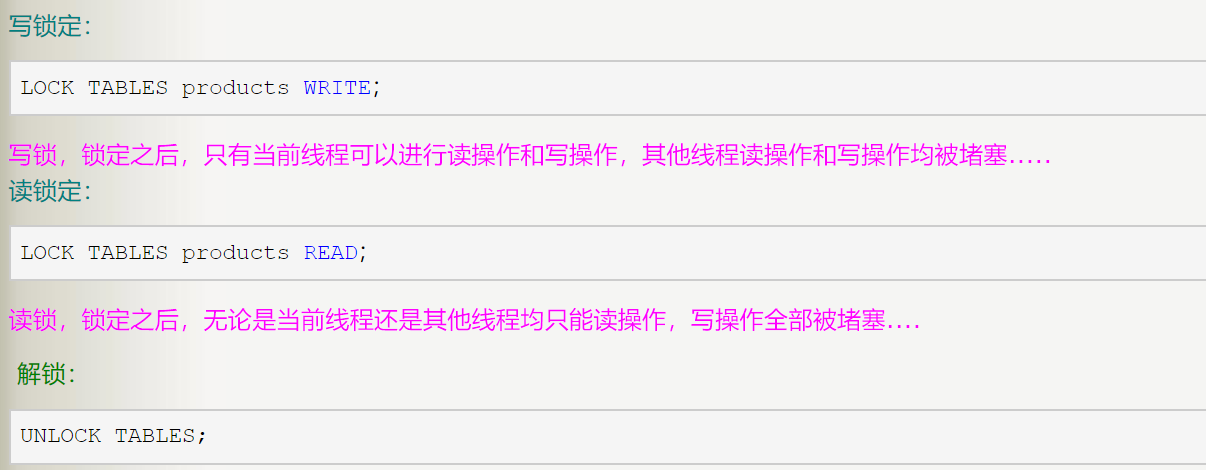 写锁定：
LOCK TABLES products WRITE;
写锁，锁定之后，只有当前线程可以进行读操作和写操作，其他线程读操作和写操作均被堵塞.....
读锁定：
LOCK TABLES products READ;
读锁，锁定之后，无论是当前线程还是其他线程均只能读操作，写操作全部被堵塞....
解锁：
UNLOCK TABLES;